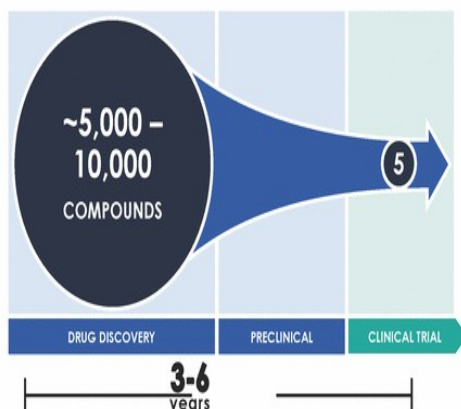 ~5,000 –
10,000
COMPOUNDS
5
DRUG DISCOVERY
PRECLINICAL
CLINICAL TRIAL
3-6
years